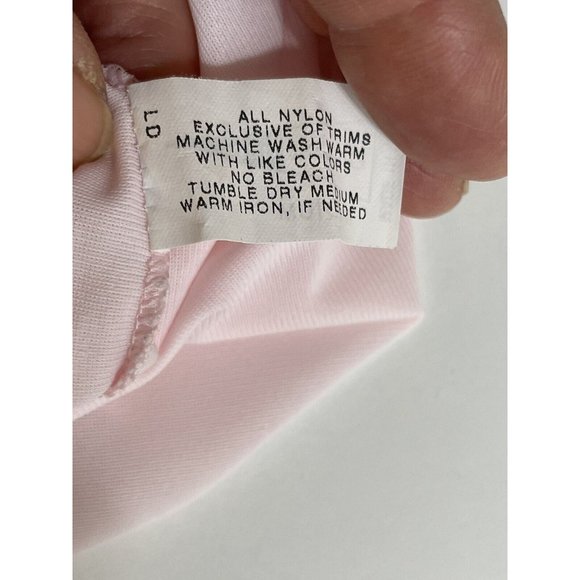 LD
ALL NYLON
EXCLUSIVE OF TRIMS
MACHINE WASH WARM
WITH LIKE COLORS
NO BLEACH
TUMBLE DRY MEDIUM
WARM IRON, IF NEEDED